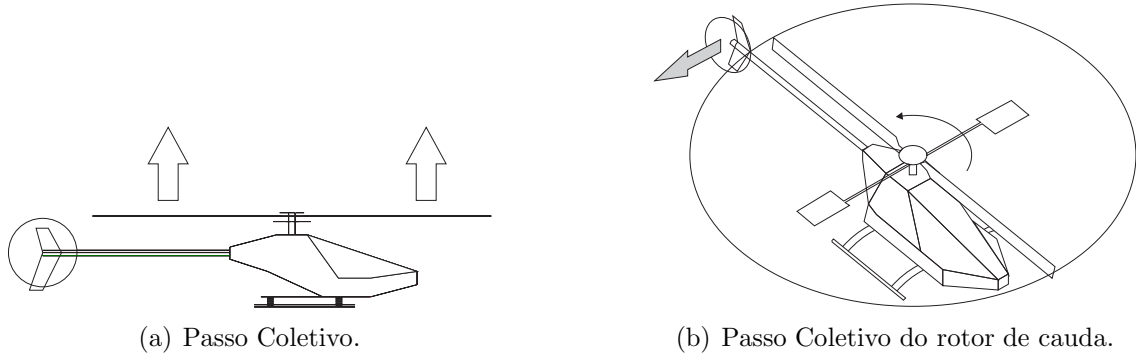 (a) Passo Coletivo.
(b) Passo Coletivo do rotor de cauda.